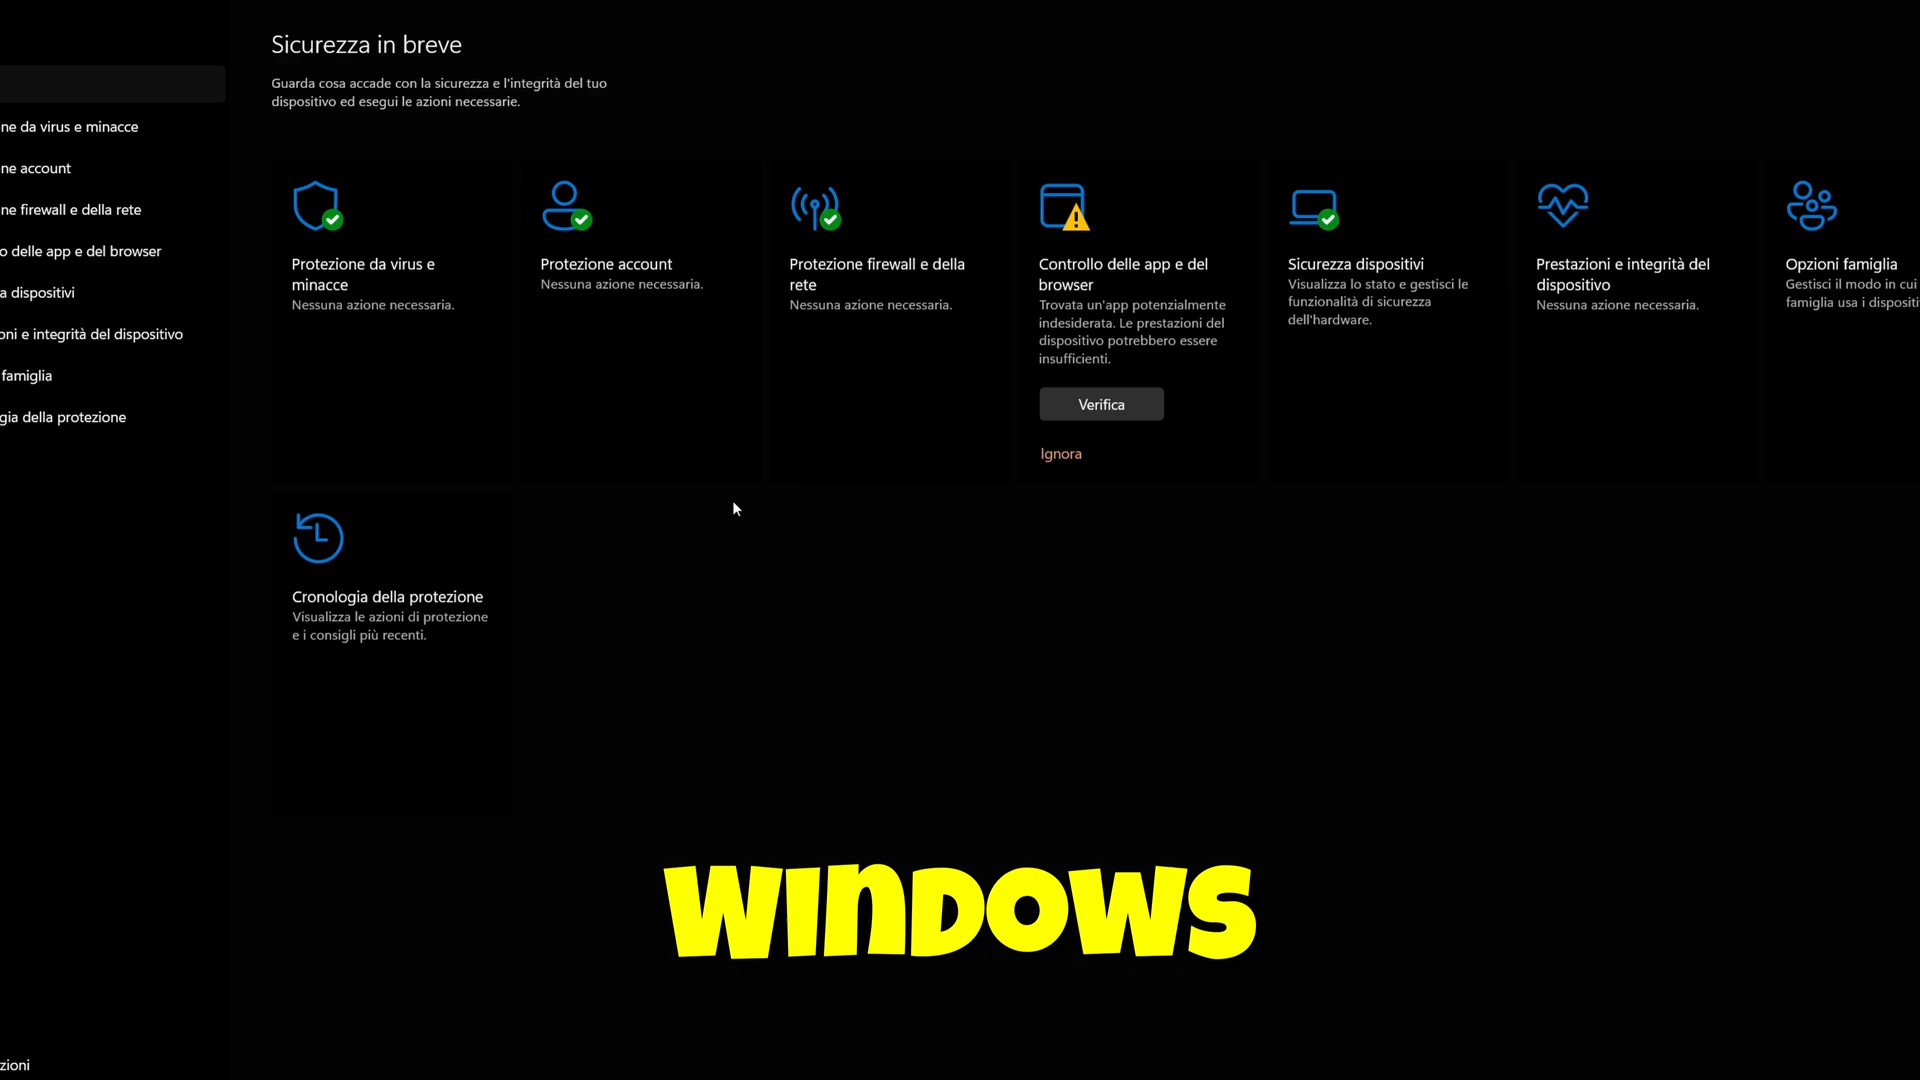 Sicurezza in breve
Guarda cosa accade con la sicurezza e l'integrità del tuo
dispositivo ed esegui le azioni necessarie.
ne da virus e minacce
ne account
ne firewall e della rete
o delle app e del browser
a dispositivi
oni e integrità del dispositivo
famiglia
gia della protezione
zioni
Protezione da virus e
minacce
Nessuna azione necessaria.
Protezione account
Nessuna azione necessaria.
Protezione firewall e della
rete
Nessuna azione necessaria.
Controllo delle app e del
browser
Trovata un'app potenzialmente
indesiderata. Le prestazioni del
dispositivo potrebbero essere
insufficienti.
Verifica
Ignora
Sicurezza dispositivi
Visualizza lo stato e gestisci le
funzionalità di sicurezza
dell'hardware.
Prestazioni e integrità del
dispositivo
Nessuna azione necessaria.
Opzioni famiglia
Gestisci il modo in cui
famiglia usa i dispositi
Cronologia della protezione
Visualizza le azioni di protezione
e i consigli più recenti.
WINDOWS